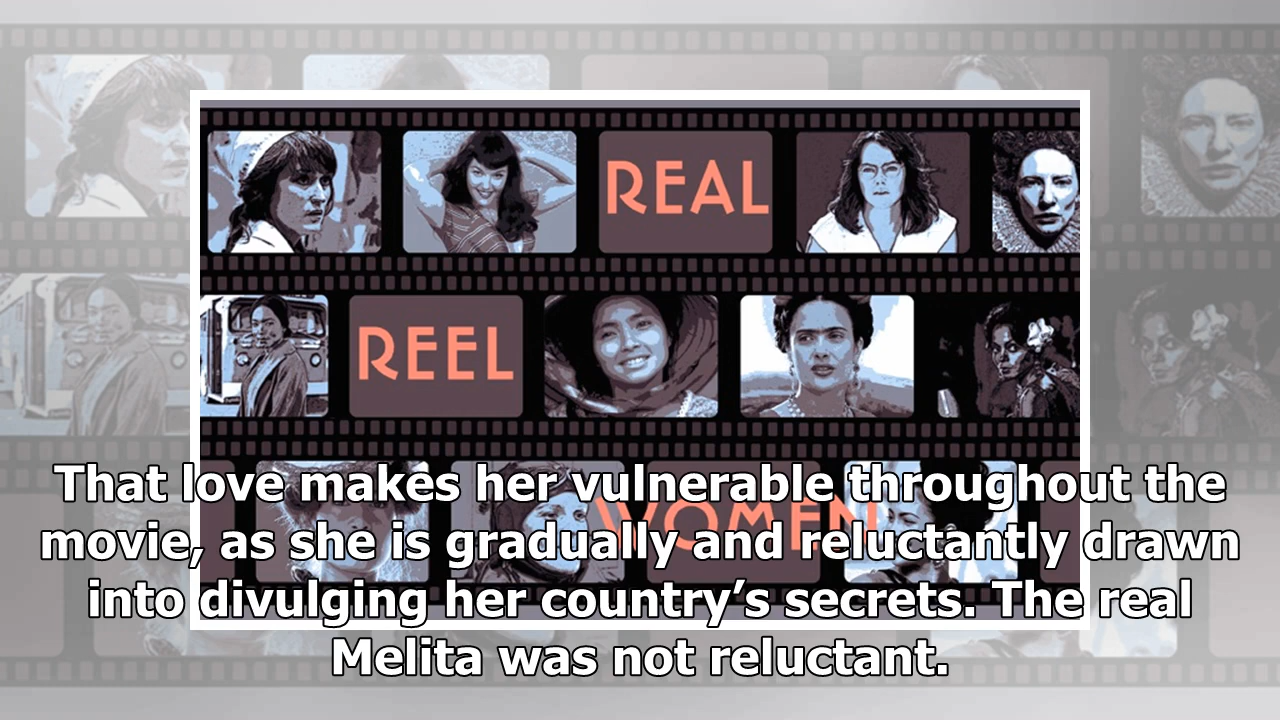 REAL
REEL
WOMEN
That love makes her vulnerable throughout the
movie, as she is gradually and reluctantly drawn
into divulging her country’s secrets. The real
Melita was not reluctant.